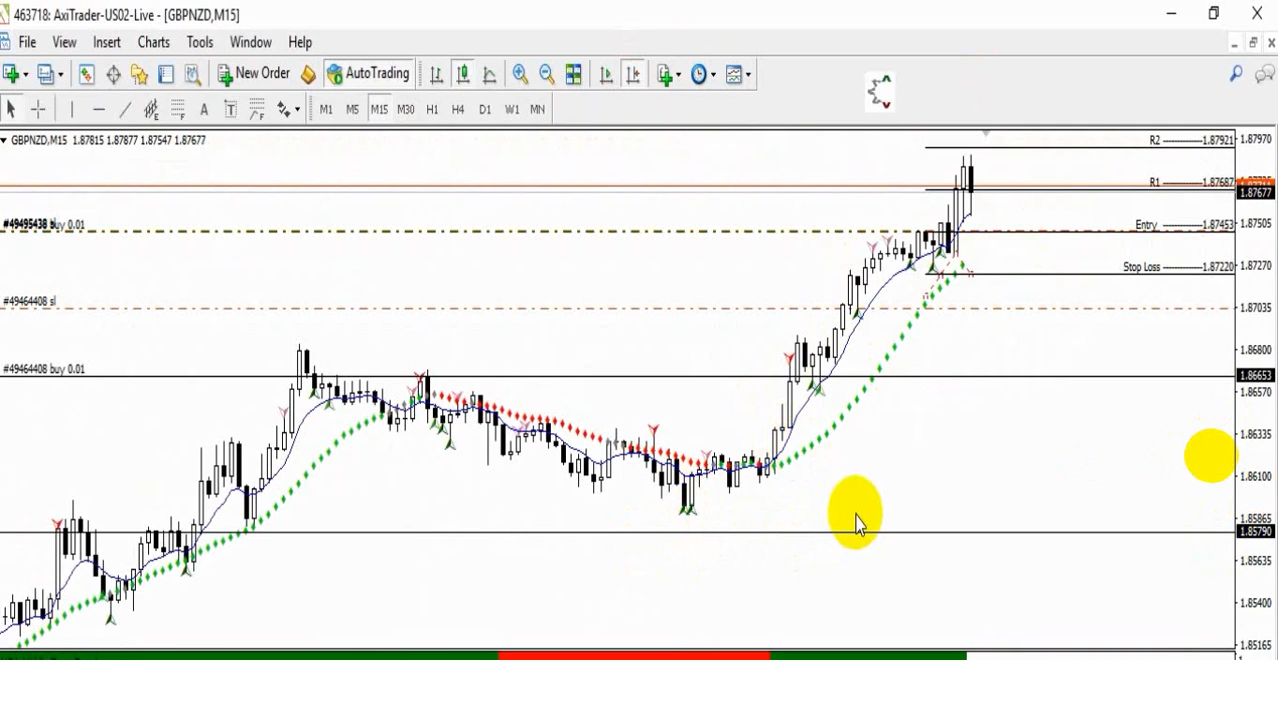 463718: AxiTrader-US02-Live - [GBPNZD,M15]
File View Insert Charts Tools Window Help
New Order AutoTrading
A T
M1 M5 M15 M30 H1 H4 D1 W1 MN
GBPNZD,M15 1.87815 1.87877 1.87547 1.87677
R2 1.87921
1.87970
R1 1.87687
1.87677
#49495438 buy 0.01
Entry 1.87453
1.87505
Stop Loss 1.87220
1.87270
#49464408 sl
1.87035
1.86800
#49464408 buy 0.01
1.86653
1.86570
1.86335
1.86100
1.85865
1.85790
1.85635
1.85400
1.85165